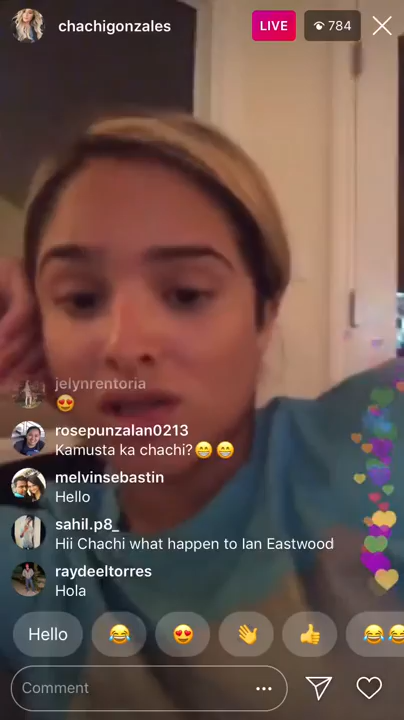 chachigonzales
LIVE
784
jelynrentoria
😍
rosepunzalan0213
Kamusta ka chachi?😁😁
melvinsebastin
Hello
sahil.p8_
Hii Chachi what happen to Ian Eastwood
raydeeltorres
Hola
Hello
Comment